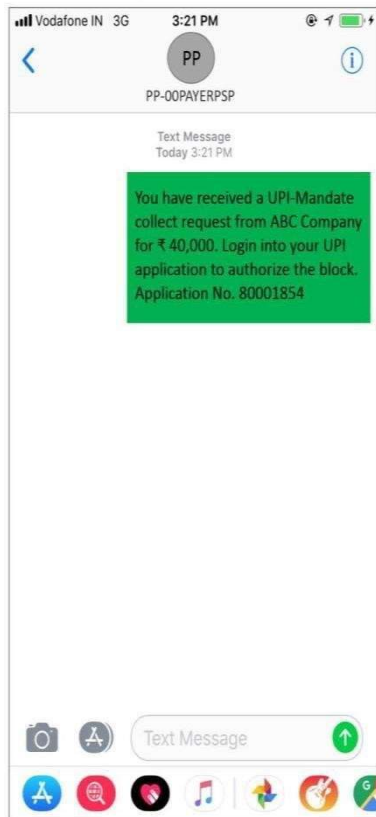 Vodafone IN 3G 3:21 PM
PP
PP-OOPAYERPSP
Text Message
Today 3:21 PM
You have received a UPI-Mandate
collect request from ABC Company
for ₹ 40,000. Login into your UPI
application to authorize the block.
Application No. 80001854
Text Message
G